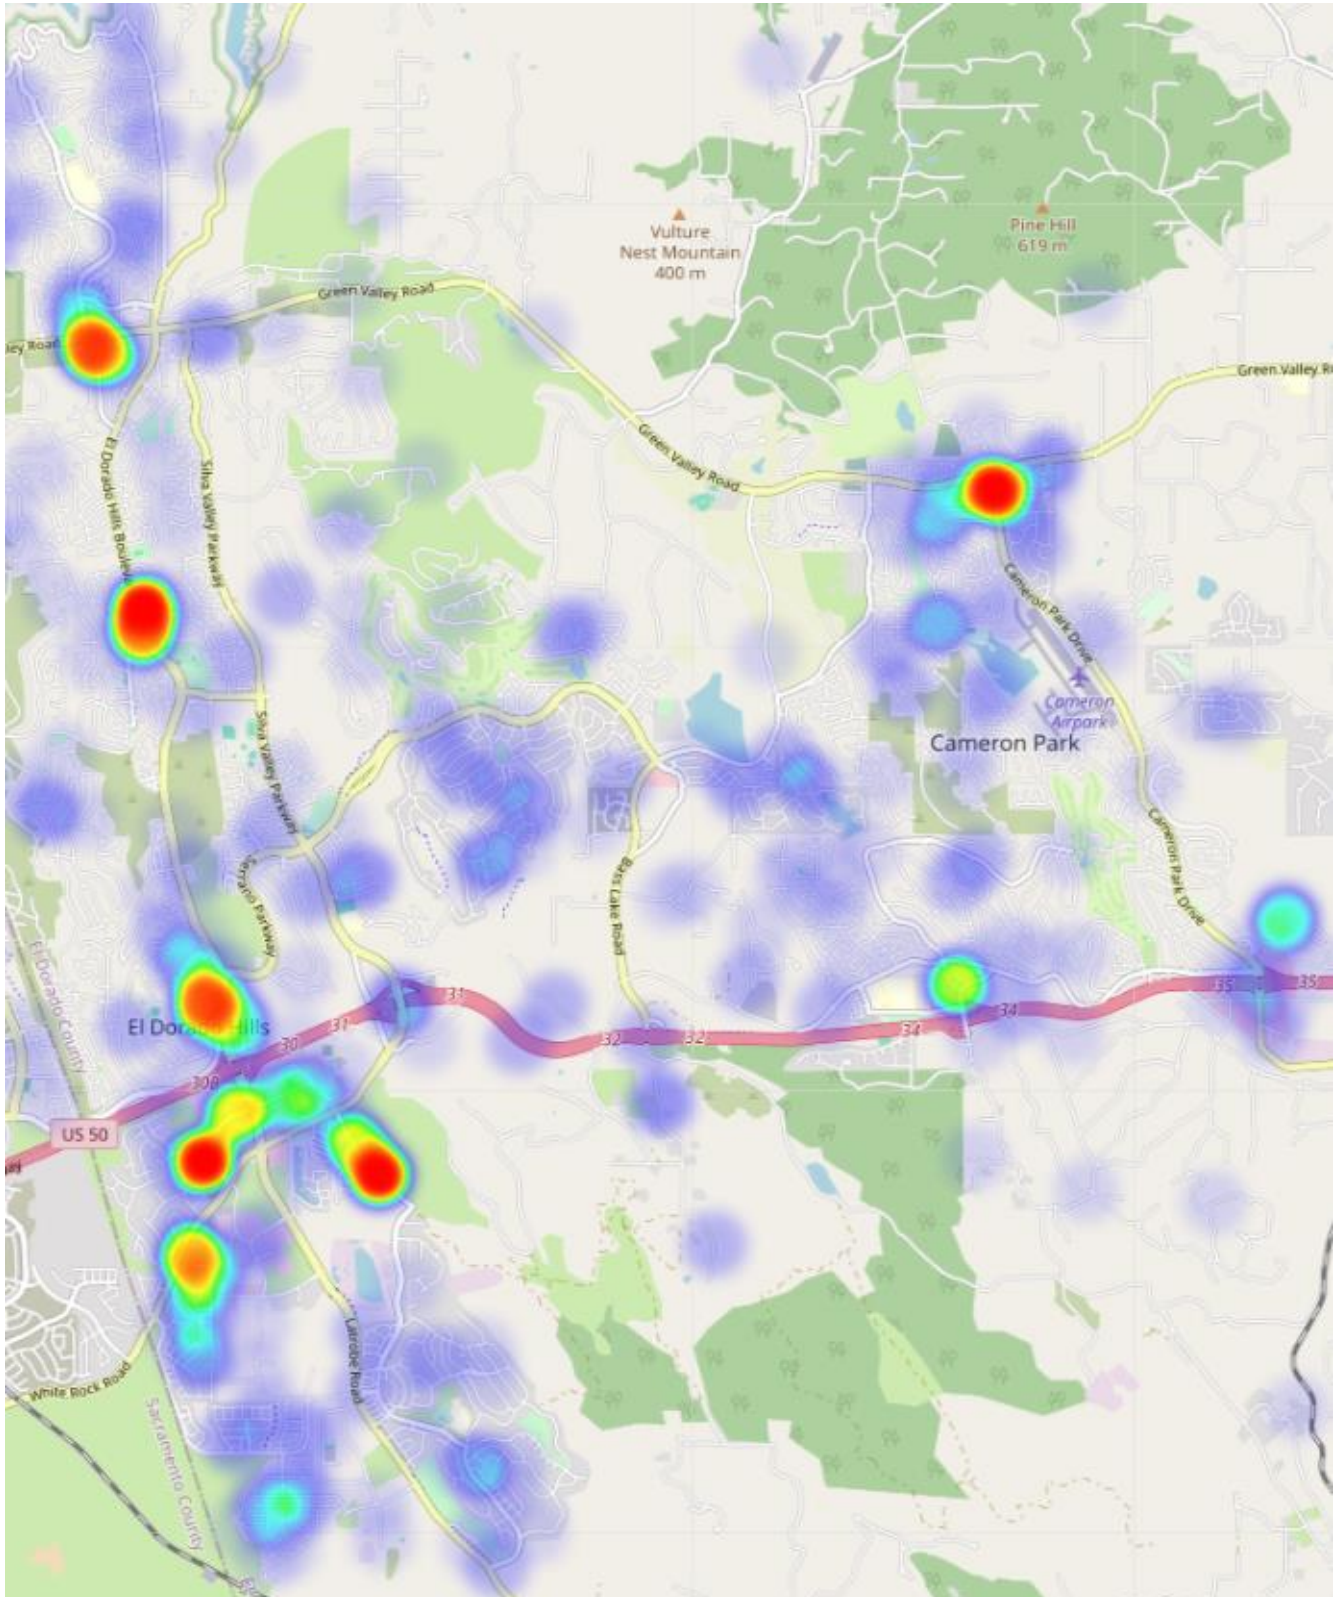 Vulture
Nest Mountain
400 m
Pine Hill
619 m
Green Valley Road
ley Road
Green Valley R
Green Valley Road
El Dorado Hills Boulev
Silva Valley Parkway
Cameron Park Drive
Cameron
Airpark
Cameron Park
Silva Valley Parkway
Cameron Park Drive
Serrano Parkway
Bass Lake Road
El Dorado County
31
35
35
34
34
El Dorado Hills
31
30
32
32
30B
US 50
Latrobe Road
White Rock Road
Sacramento County